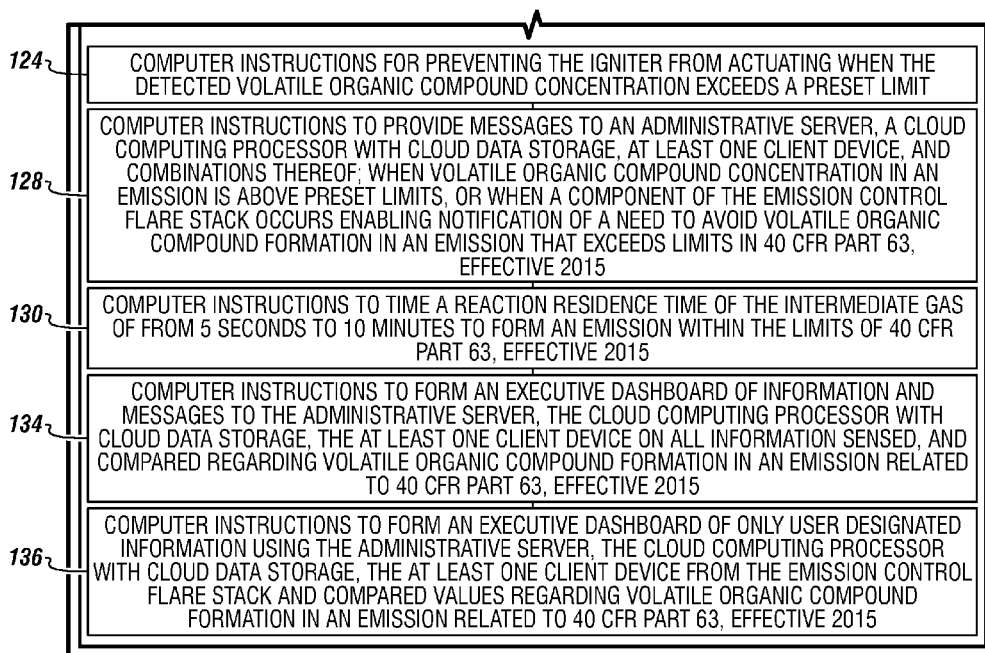 124
COMPUTER INSTRUCTIONS FOR PREVENTING THE IGNITER FROM ACTUATING WHEN THE
DETECTED VOLATILE ORGANIC COMPOUND CONCENTRATION EXCEEDS A PRESET LIMIT
128
COMPUTER INSTRUCTIONS TO PROVIDE MESSAGES TO AN ADMINISTRATIVE SERVER, A CLOUD
COMPUTING PROCESSOR WITH CLOUD DATA STORAGE, AT LEAST ONE CLIENT DEVICE, AND
COMBINATIONS THEREOF; WHEN VOLATILE ORGANIC COMPOUND CONCENTRATION IN AN
EMISSION IS ABOVE PRESET LIMITS, OR WHEN A COMPONENT OF THE EMISSION CONTROL
FLARE STACK OCCURS ENABLING NOTIFICATION OF A NEED TO AVOID VOLATILE ORGANIC
COMPOUND FORMATION IN AN EMISSION THAT EXCEEDS LIMITS IN 40 CFR PART 63,
EFFECTIVE 2015
130
COMPUTER INSTRUCTIONS TO TIME A REACTION RESIDENCE TIME OF THE INTERMEDIATE GAS
OF FROM 5 SECONDS TO 10 MINUTES TO FORM AN EMISSION WITHIN THE LIMITS OF 40 CFR
PART 63, EFFECTIVE 2015
134
COMPUTER INSTRUCTIONS TO FORM AN EXECUTIVE DASHBOARD OF INFORMATION AND
MESSAGES TO THE ADMINISTRATIVE SERVER, THE CLOUD COMPUTING PROCESSOR WITH
CLOUD DATA STORAGE, THE AT LEAST ONE CLIENT DEVICE ON ALL INFORMATION SENSED, AND
COMPARED REGARDING VOLATILE ORGANIC COMPOUND FORMATION IN AN EMISSION RELATED
TO 40 CFR PART 63, EFFECTIVE 2015
136
COMPUTER INSTRUCTIONS TO FORM AN EXECUTIVE DASHBOARD OF ONLY USER DESIGNATED
INFORMATION USING THE ADMINISTRATIVE SERVER, THE CLOUD COMPUTING PROCESSOR
WITH CLOUD DATA STORAGE, THE AT LEAST ONE CLIENT DEVICE FROM THE EMISSION CONTROL
FLARE STACK AND COMPARED VALUES REGARDING VOLATILE ORGANIC COMPOUND
FORMATION IN AN EMISSION RELATED TO 40 CFR PART 63, EFFECTIVE 2015